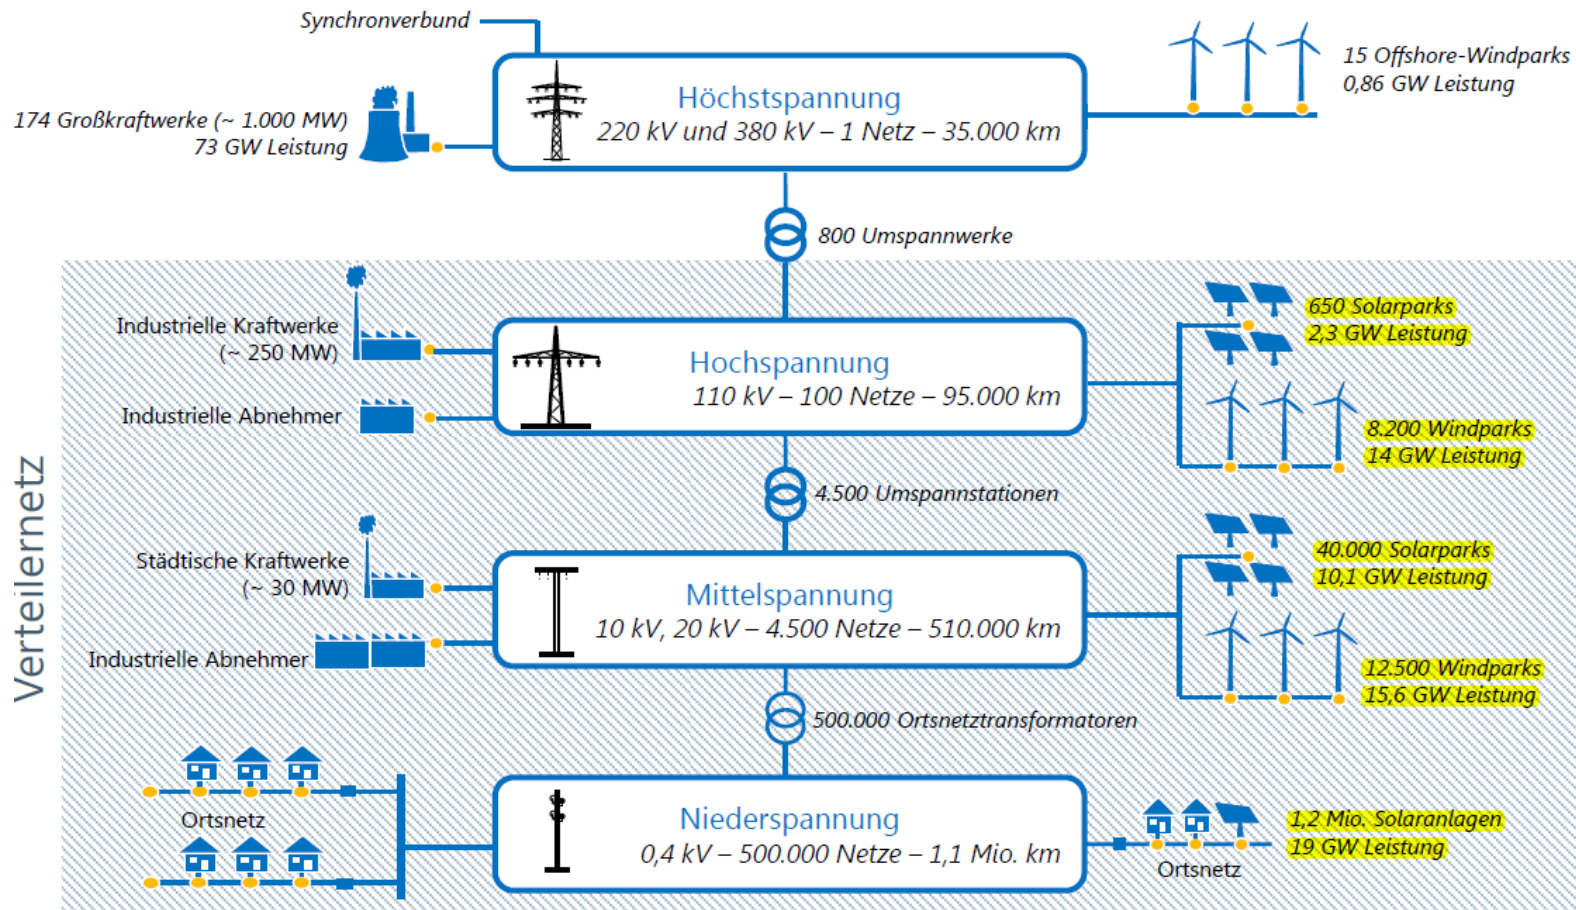 Synchronverbund
174 Großkraftwerke (~ 1.000 MW)
73 GW Leistung
Höchstspannung
220 kV und 380 kV – 1 Netz – 35.000 km
15 Offshore-Windparks
0,86 GW Leistung
800 Umspannwerke
Verteilernetz
Industrielle Kraftwerke
(~ 250 MW)
Industrielle Abnehmer
Hochspannung
110 kV – 100 Netze – 95.000 km
650 Solarparks
2,3 GW Leistung
8.200 Windparks
14 GW Leistung
4.500 Umspannstationen
Städtische Kraftwerke
(~ 30 MW)
Industrielle Abnehmer
Mittelspannung
10 kV, 20 kV – 4.500 Netze – 510.000 km
40.000 Solarparks
10,1 GW Leistung
12.500 Windparks
15,6 GW Leistung
500.000 Ortsnetztransformatoren
Ortsnetz
Niederspannung
0,4 kV – 500.000 Netze – 1,1 Mio. km
1,2 Mio. Solaranlagen
19 GW Leistung
Ortsnetz